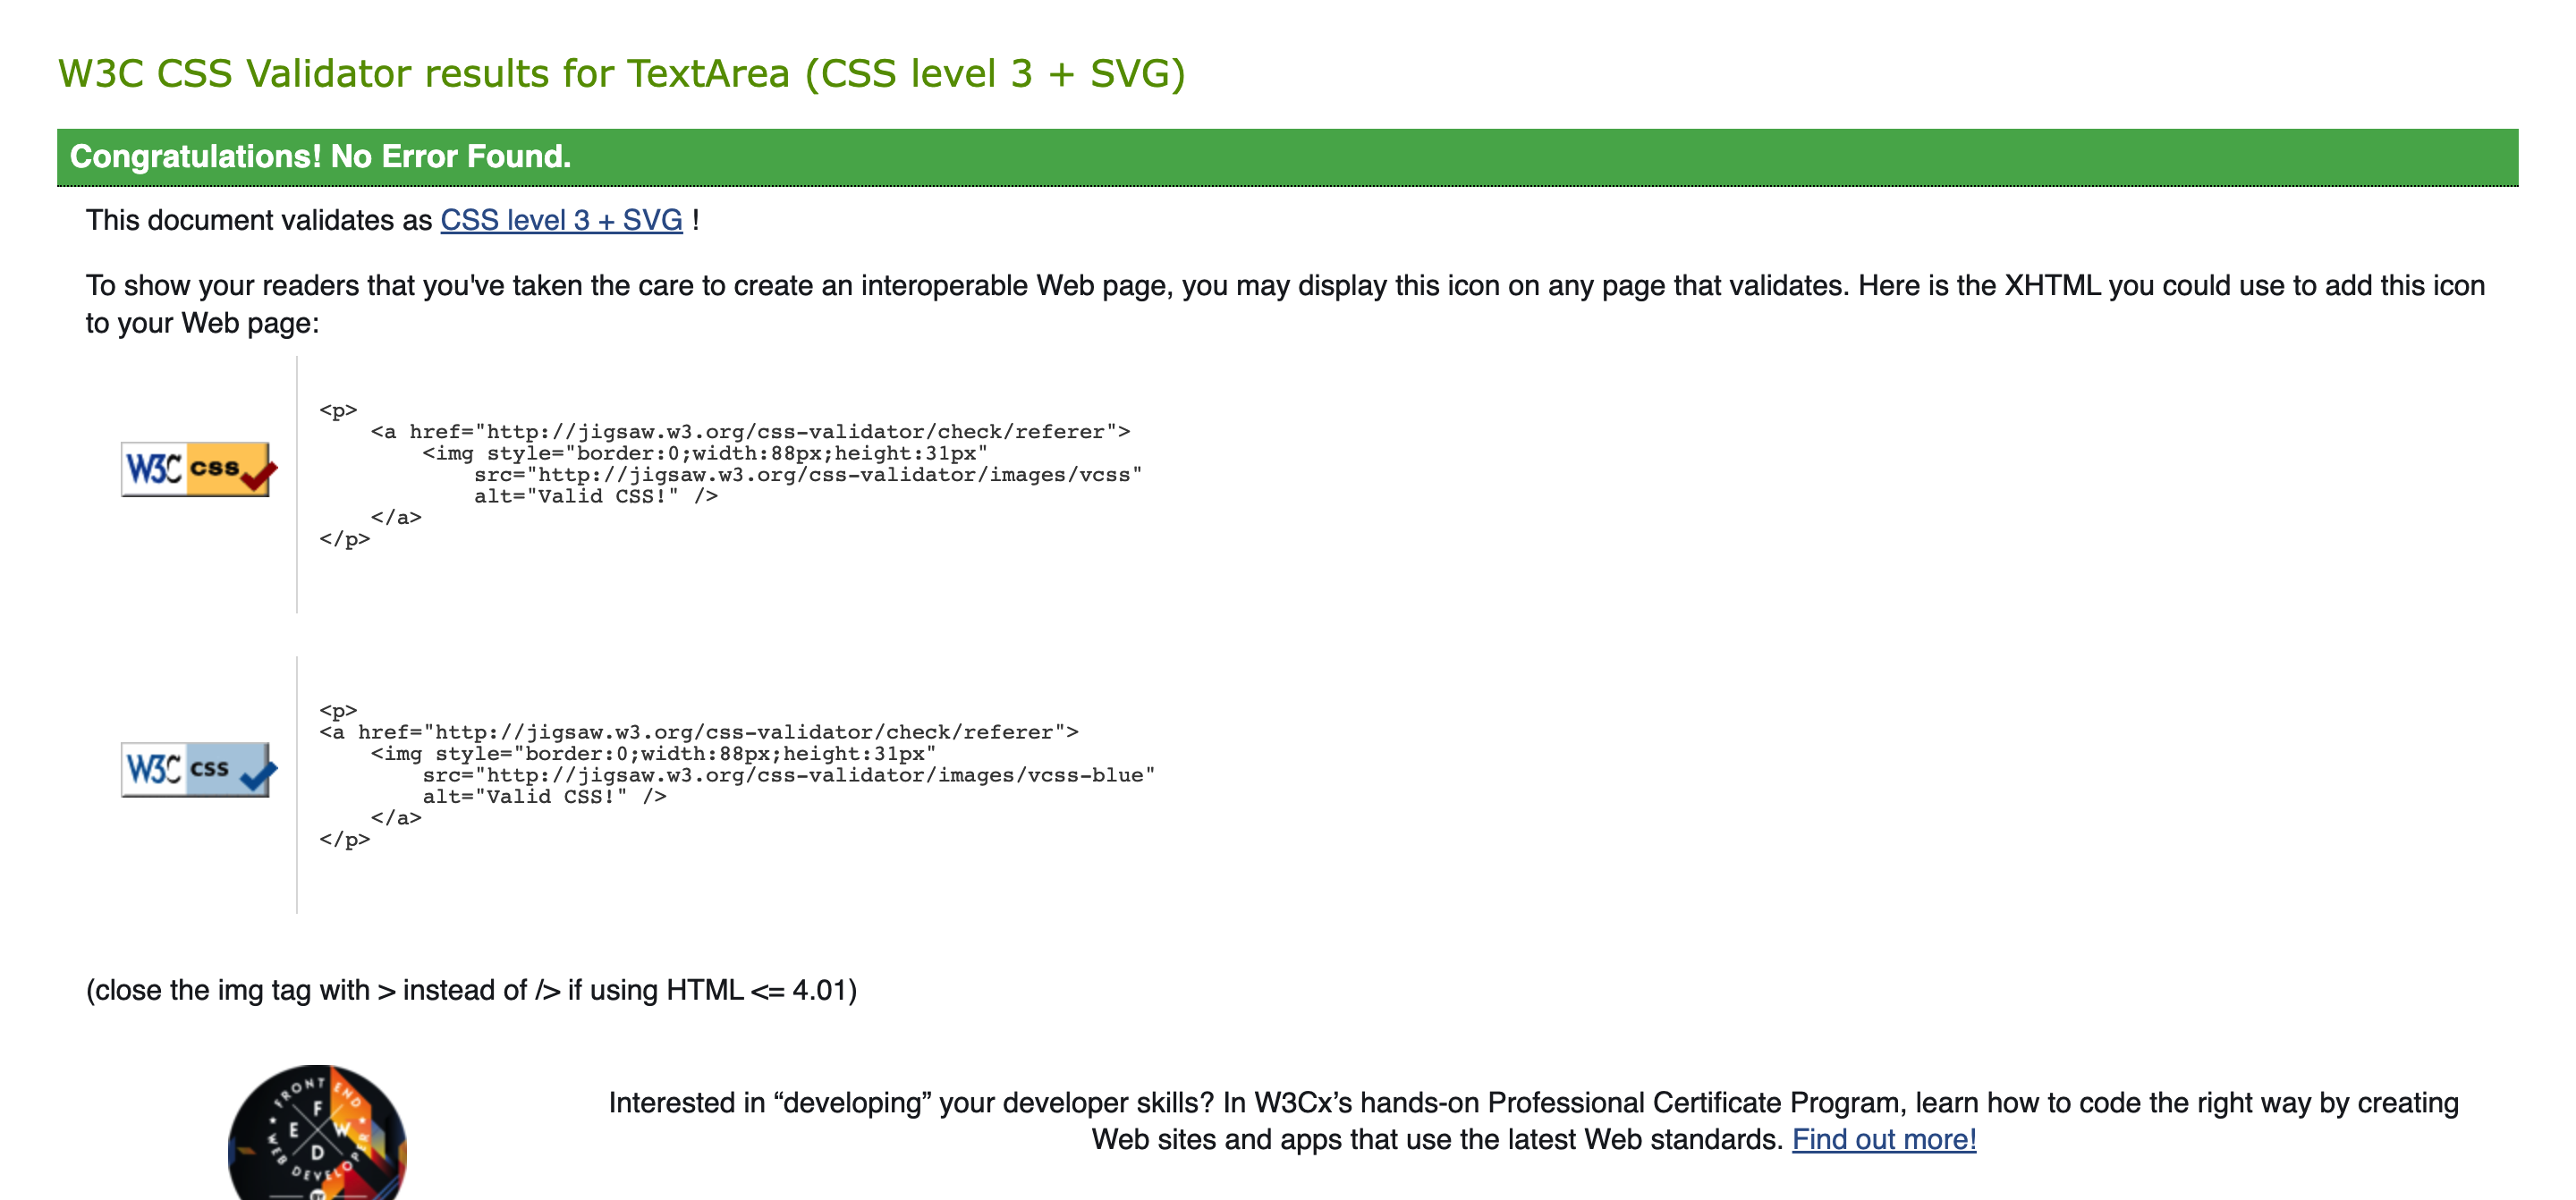 W3C CSS Validator results for TextArea (CSS level 3 + SVG)
Congratulations! No Error Found.
This document validates as CSS level 3 + SVG !
To show your readers that you've taken the care to create an interoperable Web page, you may display this icon on any page that validates. Here is the XHTML you could use to add this icon
to your Web page:
W3C css
<p>
    <a href="http://jigsaw.w3.org/css-validator/check/referer">
        <img style="border:0;width:88px;height:31px"
            src="http://jigsaw.w3.org/css-validator/images/vcss"
            alt="Valid CSS!" />
    </a>
</p>
W3C css
<p>
<a href="http://jigsaw.w3.org/css-validator/check/referer">
    <img style="border:0;width:88px;height:31px"
        src="http://jigsaw.w3.org/css-validator/images/vcss-blue"
        alt="Valid CSS!" />
    </a>
</p>
(close the img tag with > instead of /> if using HTML <= 4.01)
FRONT END
F
E W
D
WEB DEVELOPER
BY
Interested in “developing” your developer skills? In W3Cx’s hands-on Professional Certificate Program, learn how to code the right way by creating
Web sites and apps that use the latest Web standards. Find out more!